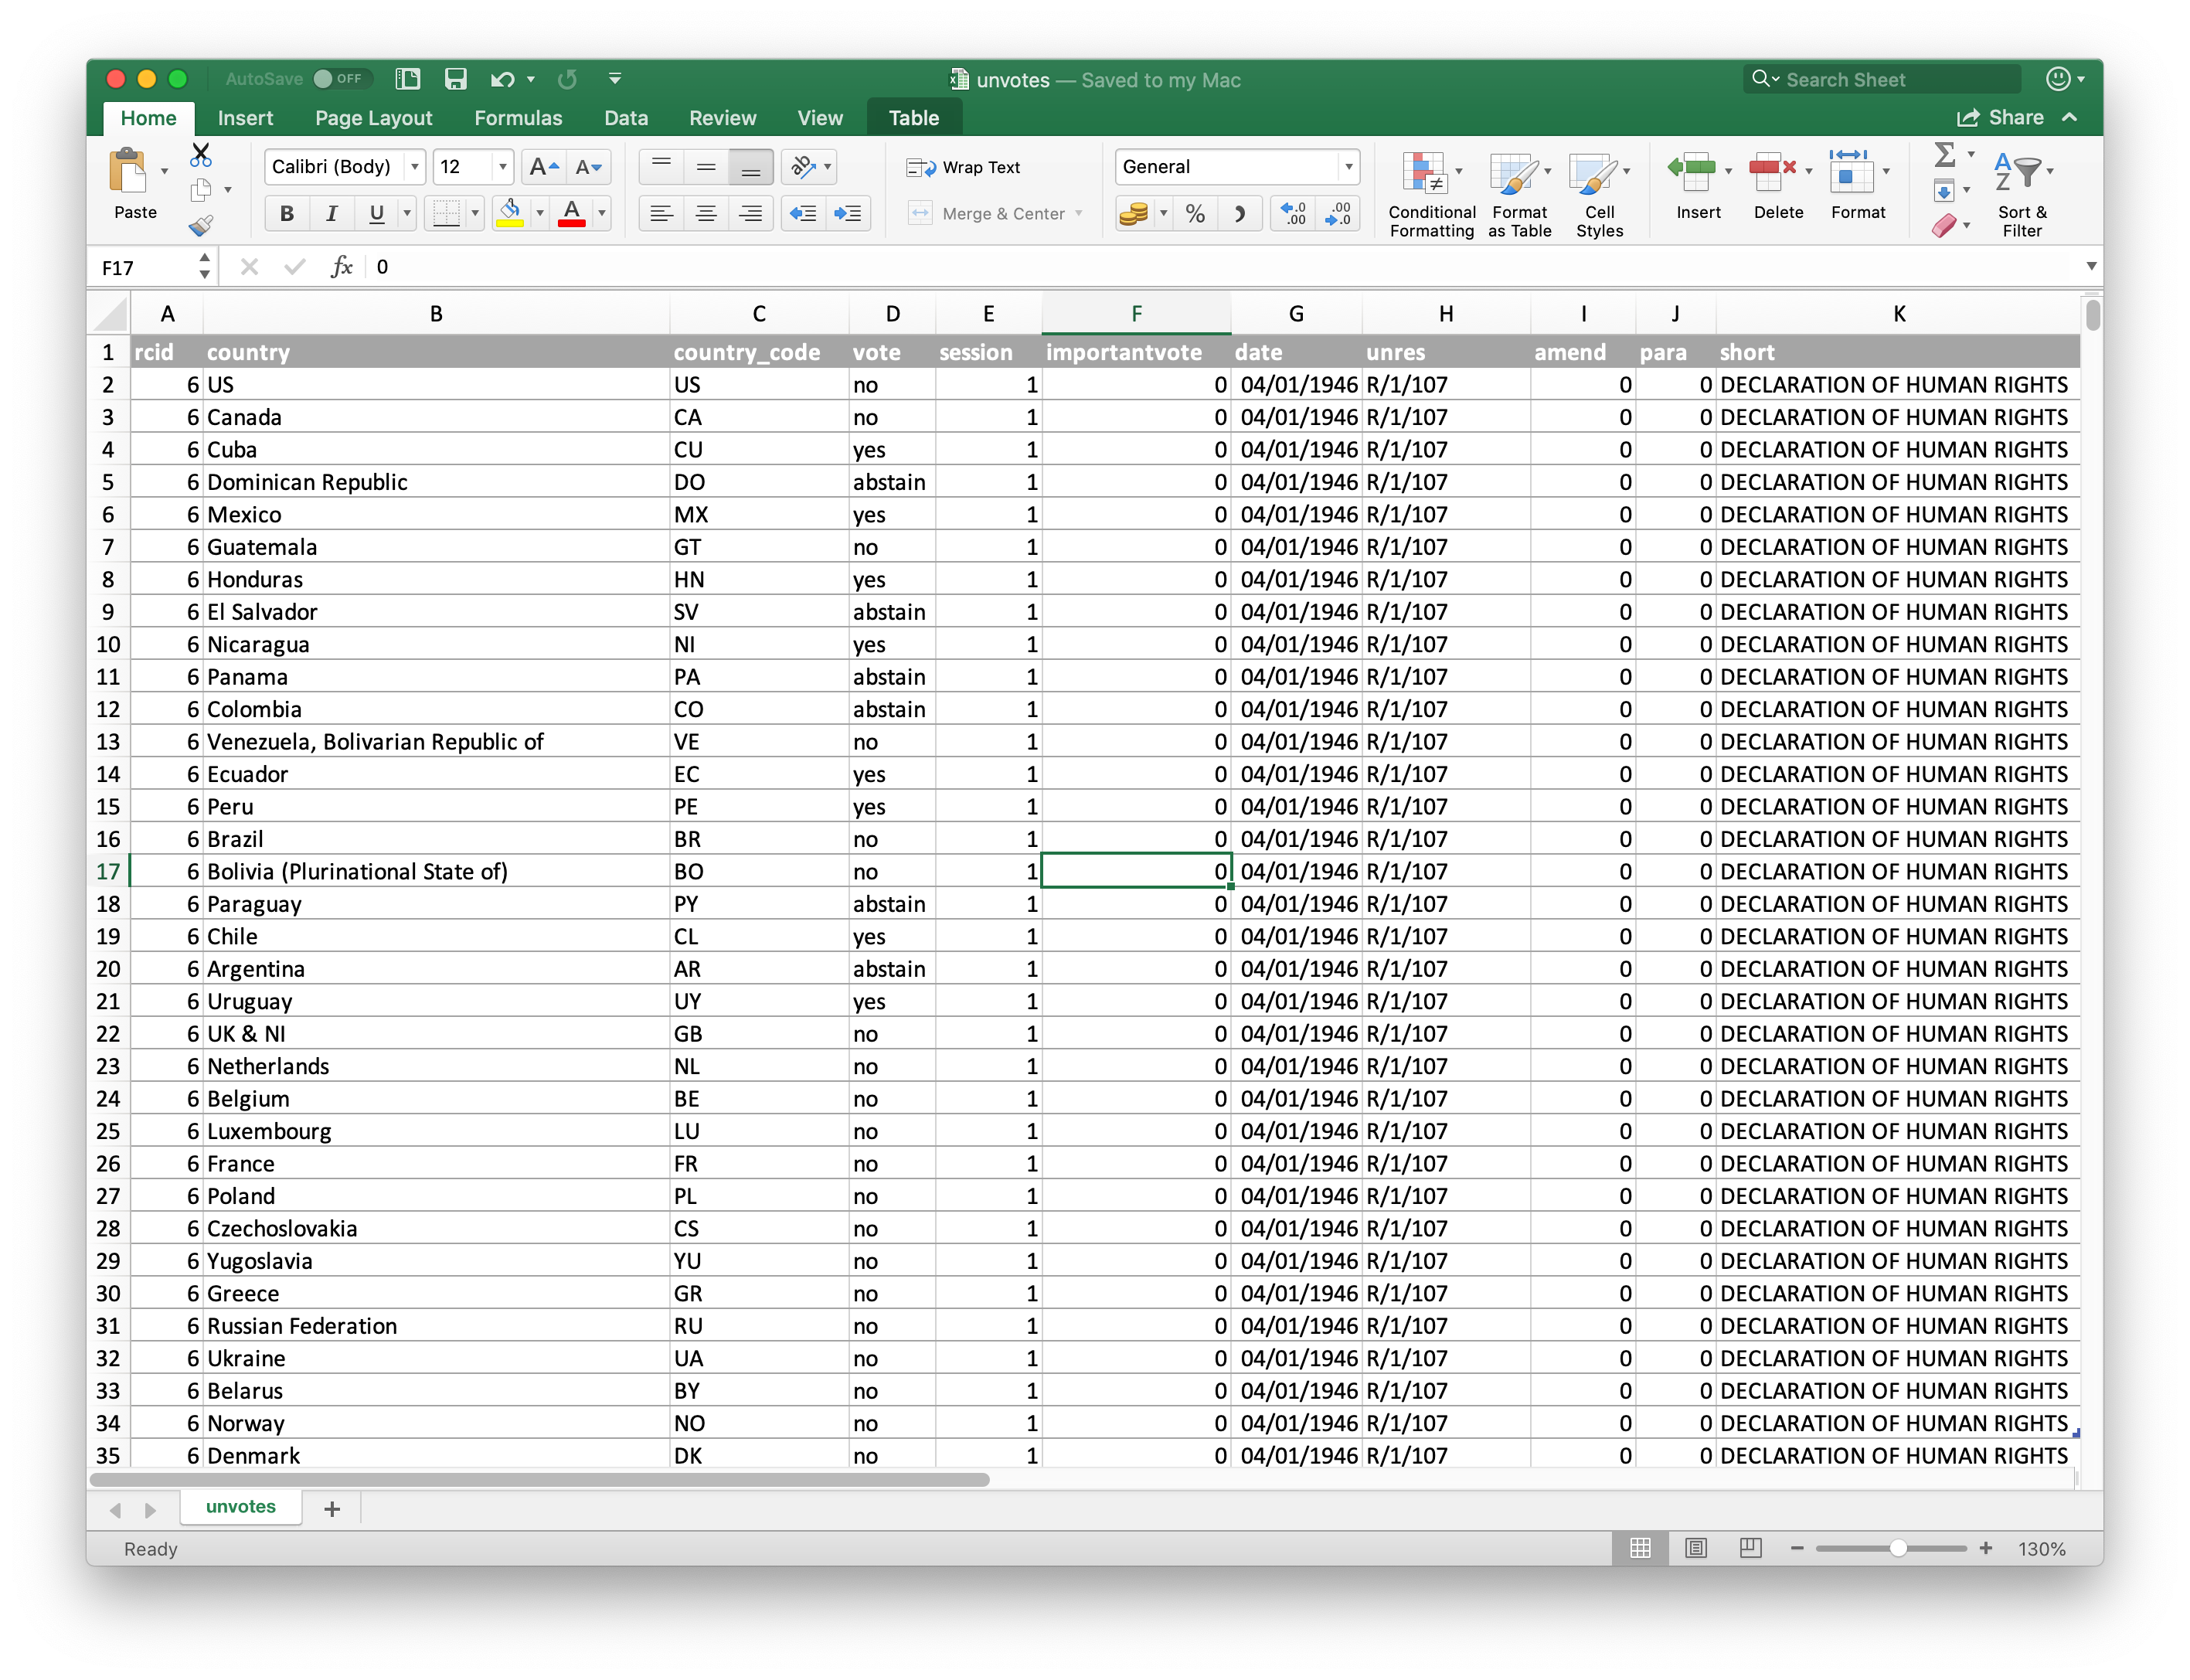 AutoSave OFF unvotes — Saved to my Mac Search Sheet
Home Insert Page Layout Formulas Data Review View Table Share
Paste Calibri (Body) 12 A A Wrap Text General Conditional Formatting Format as Table Cell Styles Insert Delete Format Sort & Filter
B I U A Merge & Center %
F17 fx 0
A B C D E F G H I J K
1 rcid country country_code vote session importantvote date unres amend para short
2 6 US US no 1 0 04/01/1946 R/1/107 0 0 DECLARATION OF HUMAN RIGHTS
3 6 Canada CA no 1 0 04/01/1946 R/1/107 0 0 DECLARATION OF HUMAN RIGHTS
4 6 Cuba CU yes 1 0 04/01/1946 R/1/107 0 0 DECLARATION OF HUMAN RIGHTS
5 6 Dominican Republic DO abstain 1 0 04/01/1946 R/1/107 0 0 DECLARATION OF HUMAN RIGHTS
6 6 Mexico MX yes 1 0 04/01/1946 R/1/107 0 0 DECLARATION OF HUMAN RIGHTS
7 6 Guatemala GT no 1 0 04/01/1946 R/1/107 0 0 DECLARATION OF HUMAN RIGHTS
8 6 Honduras HN yes 1 0 04/01/1946 R/1/107 0 0 DECLARATION OF HUMAN RIGHTS
9 6 El Salvador SV abstain 1 0 04/01/1946 R/1/107 0 0 DECLARATION OF HUMAN RIGHTS
10 6 Nicaragua NI yes 1 0 04/01/1946 R/1/107 0 0 DECLARATION OF HUMAN RIGHTS
11 6 Panama PA abstain 1 0 04/01/1946 R/1/107 0 0 DECLARATION OF HUMAN RIGHTS
12 6 Colombia CO abstain 1 0 04/01/1946 R/1/107 0 0 DECLARATION OF HUMAN RIGHTS
13 6 Venezuela, Bolivarian Republic of VE no 1 0 04/01/1946 R/1/107 0 0 DECLARATION OF HUMAN RIGHTS
14 6 Ecuador EC yes 1 0 04/01/1946 R/1/107 0 0 DECLARATION OF HUMAN RIGHTS
15 6 Peru PE yes 1 0 04/01/1946 R/1/107 0 0 DECLARATION OF HUMAN RIGHTS
16 6 Brazil BR no 1 0 04/01/1946 R/1/107 0 0 DECLARATION OF HUMAN RIGHTS
17 6 Bolivia (Plurinational State of) BO no 1 0 04/01/1946 R/1/107 0 0 DECLARATION OF HUMAN RIGHTS
18 6 Paraguay PY abstain 1 0 04/01/1946 R/1/107 0 0 DECLARATION OF HUMAN RIGHTS
19 6 Chile CL yes 1 0 04/01/1946 R/1/107 0 0 DECLARATION OF HUMAN RIGHTS
20 6 Argentina AR abstain 1 0 04/01/1946 R/1/107 0 0 DECLARATION OF HUMAN RIGHTS
21 6 Uruguay UY yes 1 0 04/01/1946 R/1/107 0 0 DECLARATION OF HUMAN RIGHTS
22 6 UK & NI GB no 1 0 04/01/1946 R/1/107 0 0 DECLARATION OF HUMAN RIGHTS
23 6 Netherlands NL no 1 0 04/01/1946 R/1/107 0 0 DECLARATION OF HUMAN RIGHTS
24 6 Belgium BE no 1 0 04/01/1946 R/1/107 0 0 DECLARATION OF HUMAN RIGHTS
25 6 Luxembourg LU no 1 0 04/01/1946 R/1/107 0 0 DECLARATION OF HUMAN RIGHTS
26 6 France FR no 1 0 04/01/1946 R/1/107 0 0 DECLARATION OF HUMAN RIGHTS
27 6 Poland PL no 1 0 04/01/1946 R/1/107 0 0 DECLARATION OF HUMAN RIGHTS
28 6 Czechoslovakia CS no 1 0 04/01/1946 R/1/107 0 0 DECLARATION OF HUMAN RIGHTS
29 6 Yugoslavia YU no 1 0 04/01/1946 R/1/107 0 0 DECLARATION OF HUMAN RIGHTS
30 6 Greece GR no 1 0 04/01/1946 R/1/107 0 0 DECLARATION OF HUMAN RIGHTS
31 6 Russian Federation RU no 1 0 04/01/1946 R/1/107 0 0 DECLARATION OF HUMAN RIGHTS
32 6 Ukraine UA no 1 0 04/01/1946 R/1/107 0 0 DECLARATION OF HUMAN RIGHTS
33 6 Belarus BY no 1 0 04/01/1946 R/1/107 0 0 DECLARATION OF HUMAN RIGHTS
34 6 Norway NO no 1 0 04/01/1946 R/1/107 0 0 DECLARATION OF HUMAN RIGHTS
35 6 Denmark DK no 1 0 04/01/1946 R/1/107 0 0 DECLARATION OF HUMAN RIGHTS
unvotes +
Ready 130%